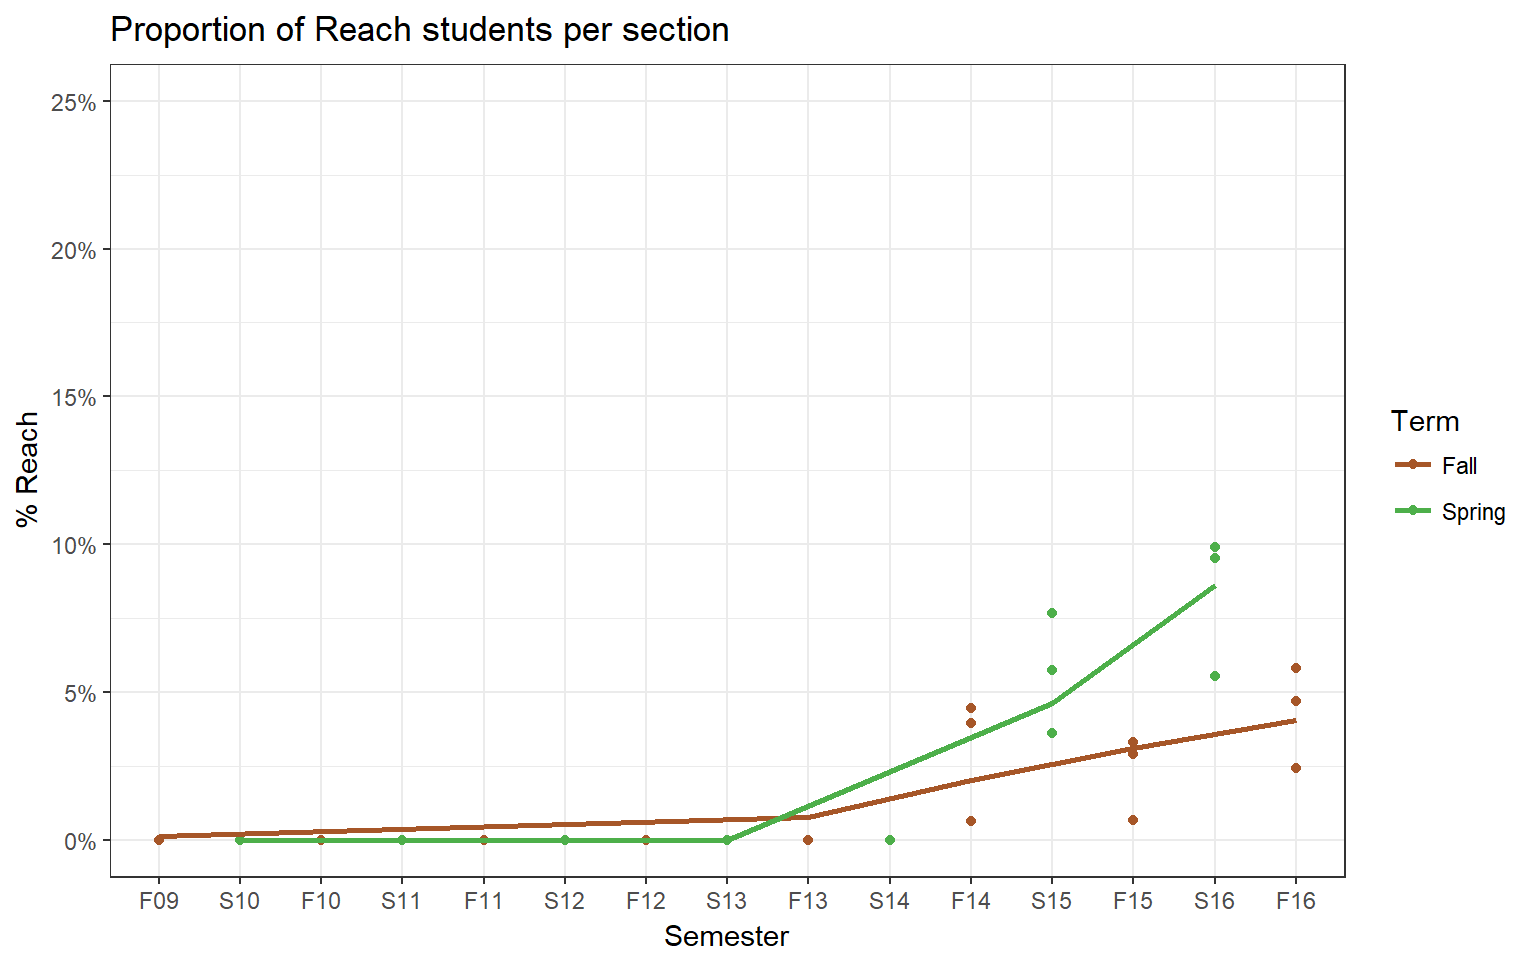 Proportion of Reach students per section
% Reach
25%
20%
15%
10%
5%
0%
F09 S10 F10 S11 F11 S12 F12 S13 F13 S14 F14 S15 F15 S16 F16
Semester
Term
Fall
Spring